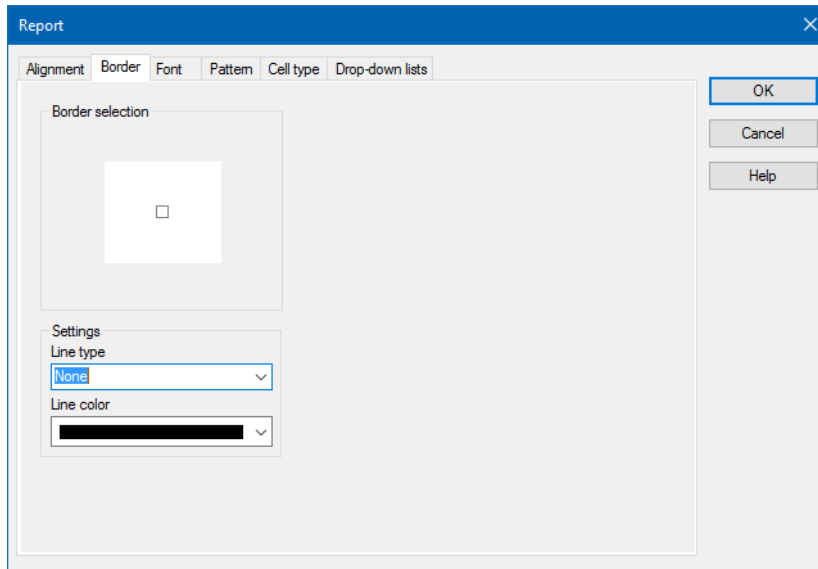 Report
Alignment Border Font Pattern Cell type Drop-down lists
OK
Cancel
Help
Border selection
Settings
Line type
None
Line color